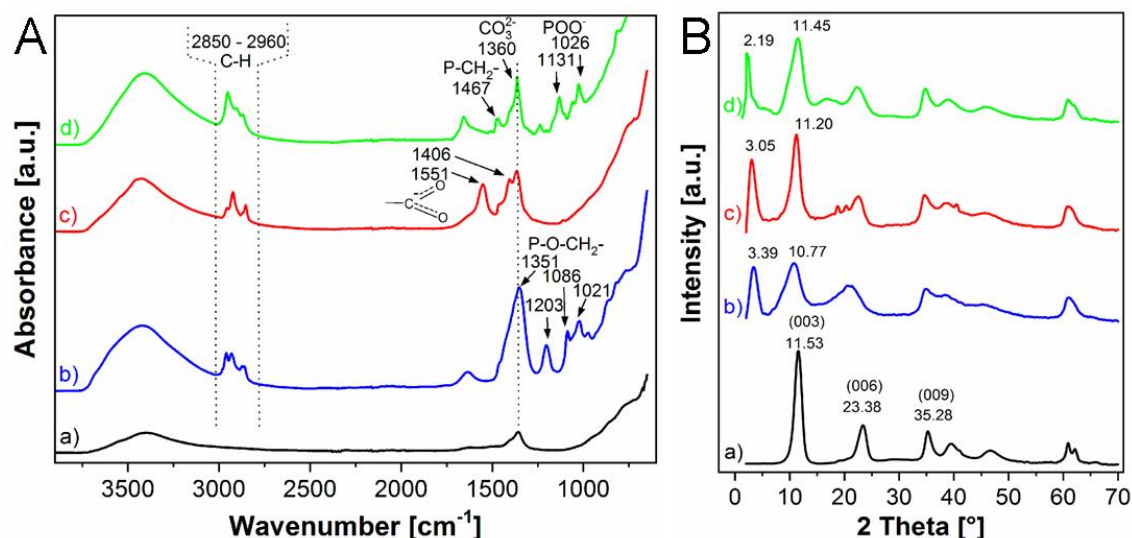 A
2850 - 2960
C-H
CO₃²⁻
1360
POO⁻
1026
1131
P-CH₂-
1467
1406
1551
C
O
O
P-O-CH₂-
1351
1086
1203
1021
d)
c)
b)
a)
Absorbance [a.u.]
3500 3000 2500 2000 1500 1000
Wavenumber [cm⁻¹]
B
2.19
11.45
3.05
11.20
3.39
10.77
(003)
11.53
(006)
23.38
(009)
35.28
d)
c)
b)
a)
Intensity [a.u.]
0 10 20 30 40 50 60 70
2 Theta [°]